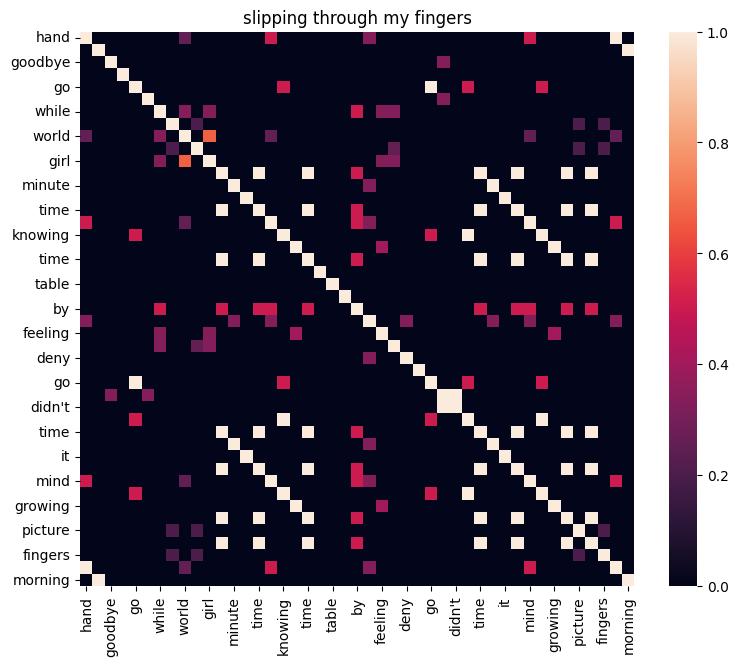 slipping through my fingers
hand
goodbye
go
while
world
girl
minute
time
knowing
time
table
by
feeling
deny
go
didn't
time
it
mind
growing
picture
fingers
morning
hand
goodbye
go
while
world
girl
minute
time
knowing
time
table
by
feeling
deny
go
didn't
time
it
mind
growing
picture
fingers
morning
1.0
0.8
0.6
0.4
0.2
0.0